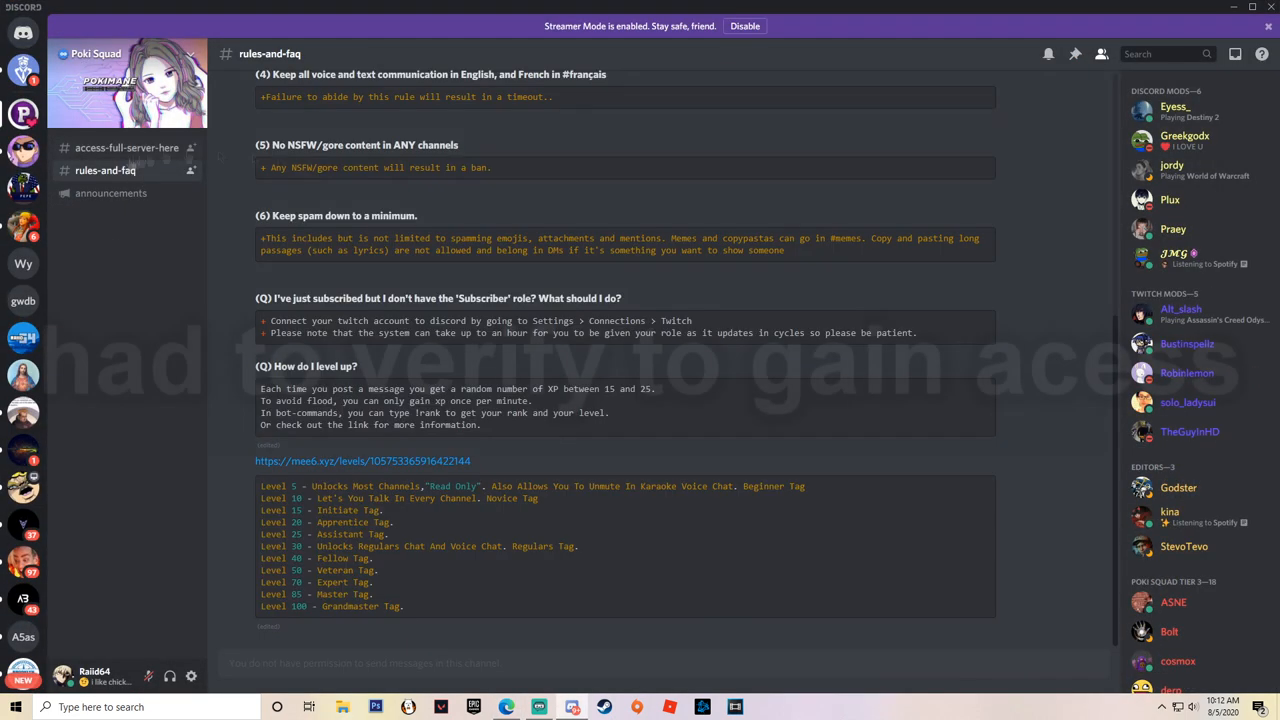 DISCORD
Streamer Mode is enabled. Stay safe, friend.
Disable
Poki Squad
POKIMANE
# access-full-server-here
# rules-and-faq
announcements
1
6
Wy
gwdb
1
37
97
43
A5as
NEW
Raiid64
i like chick...
# rules-and-faq
Search
(4) Keep all voice and text communication in English, and French in #français
+Failure to abide by this rule will result in a timeout..
(5) No NSFW/gore content in ANY channels
+ Any NSFW/gore content will result in a ban.
(6) Keep spam down to a minimum.
+This includes but is not limited to spamming emojis, attachments and mentions. Memes and copypastas can go in #memes. Copy and pasting long
passages (such as lyrics) are not allowed and belong in DMs if it's something you want to show someone
(Q) I've just subscribed but I don't have the 'Subscriber' role? What should I do?
+ Connect your twitch account to discord by going to Settings > Connections > Twitch
+ Please note that the system can take up to an hour for you to be given your role as it updates in cycles so please be patient.
had to verify to gain acess
(Q) How do I level up?
Each time you post a message you get a random number of XP between 15 and 25.
To avoid flood, you can only gain xp once per minute.
In bot-commands, you can type !rank to get your rank and your level.
Or check out the link for more information.
(edited)
https://mee6.xyz/levels/105753365916422144
Level 5 - Unlocks Most Channels,"Read Only". Also Allows You To Unmute In Karaoke Voice Chat. Beginner Tag
Level 10 - Let's You Talk In Every Channel. Novice Tag
Level 15 - Initiate Tag.
Level 20 - Apprentice Tag.
Level 25 - Assistant Tag.
Level 30 - Unlocks Regulars Chat And Voice Chat. Regulars Tag.
Level 40 - Fellow Tag.
Level 50 - Veteran Tag.
Level 70 - Expert Tag.
Level 85 - Master Tag.
Level 100 - Grandmaster Tag.
(edited)
You do not have permission to send messages in this channel
DISCORD MODS—6
Eyess_
Playing Destiny 2
Greekgodx
I LOVE U
jordy
Playing World of Warcraft
Plux
Praey
JMG
Listening to Spotify
TWITCH MODS—5
Alt_slash
Playing Assassin's Creed Odys...
Bustinspellz
Robinlemon
solo_ladysui
TheGuyinHD
EDITORS—3
Godster
kina
Listening to Spotify
StevoTevo
POKI SQUAD TIER 3—18
ASNE
Bolt
cosmox
derp
Type here to search
10:12 AM
8/5/2020
2